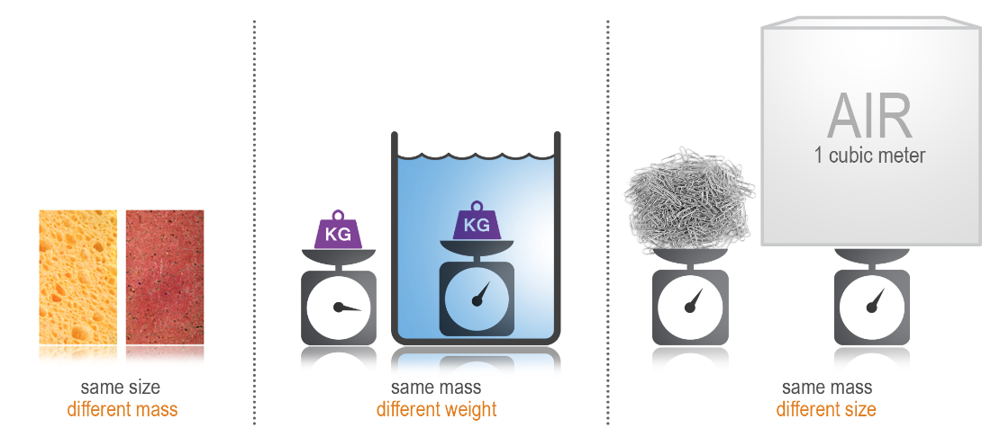 KG
KG
AIR
1 cubic meter
same size
different mass
same mass
different weight
same mass
different size